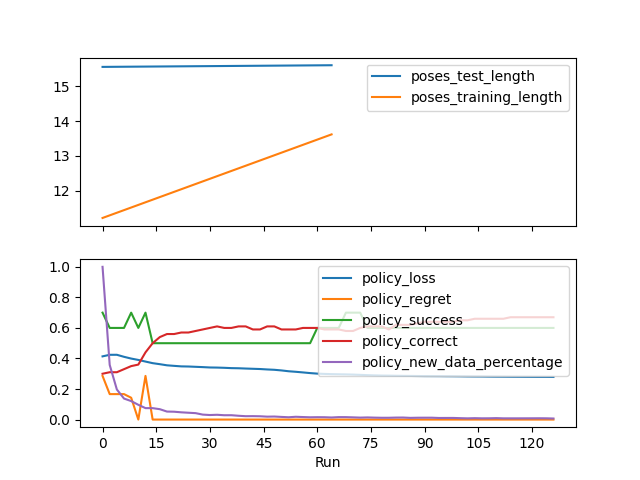 15
14
13
12
poses_test_length
poses_training_length
1.0
0.8
0.6
0.4
0.2
0.0
policy_loss
policy_regret
policy_success
policy_correct
policy_new_data_percentage
0 15 30 45 60 75 90 105 120
Run